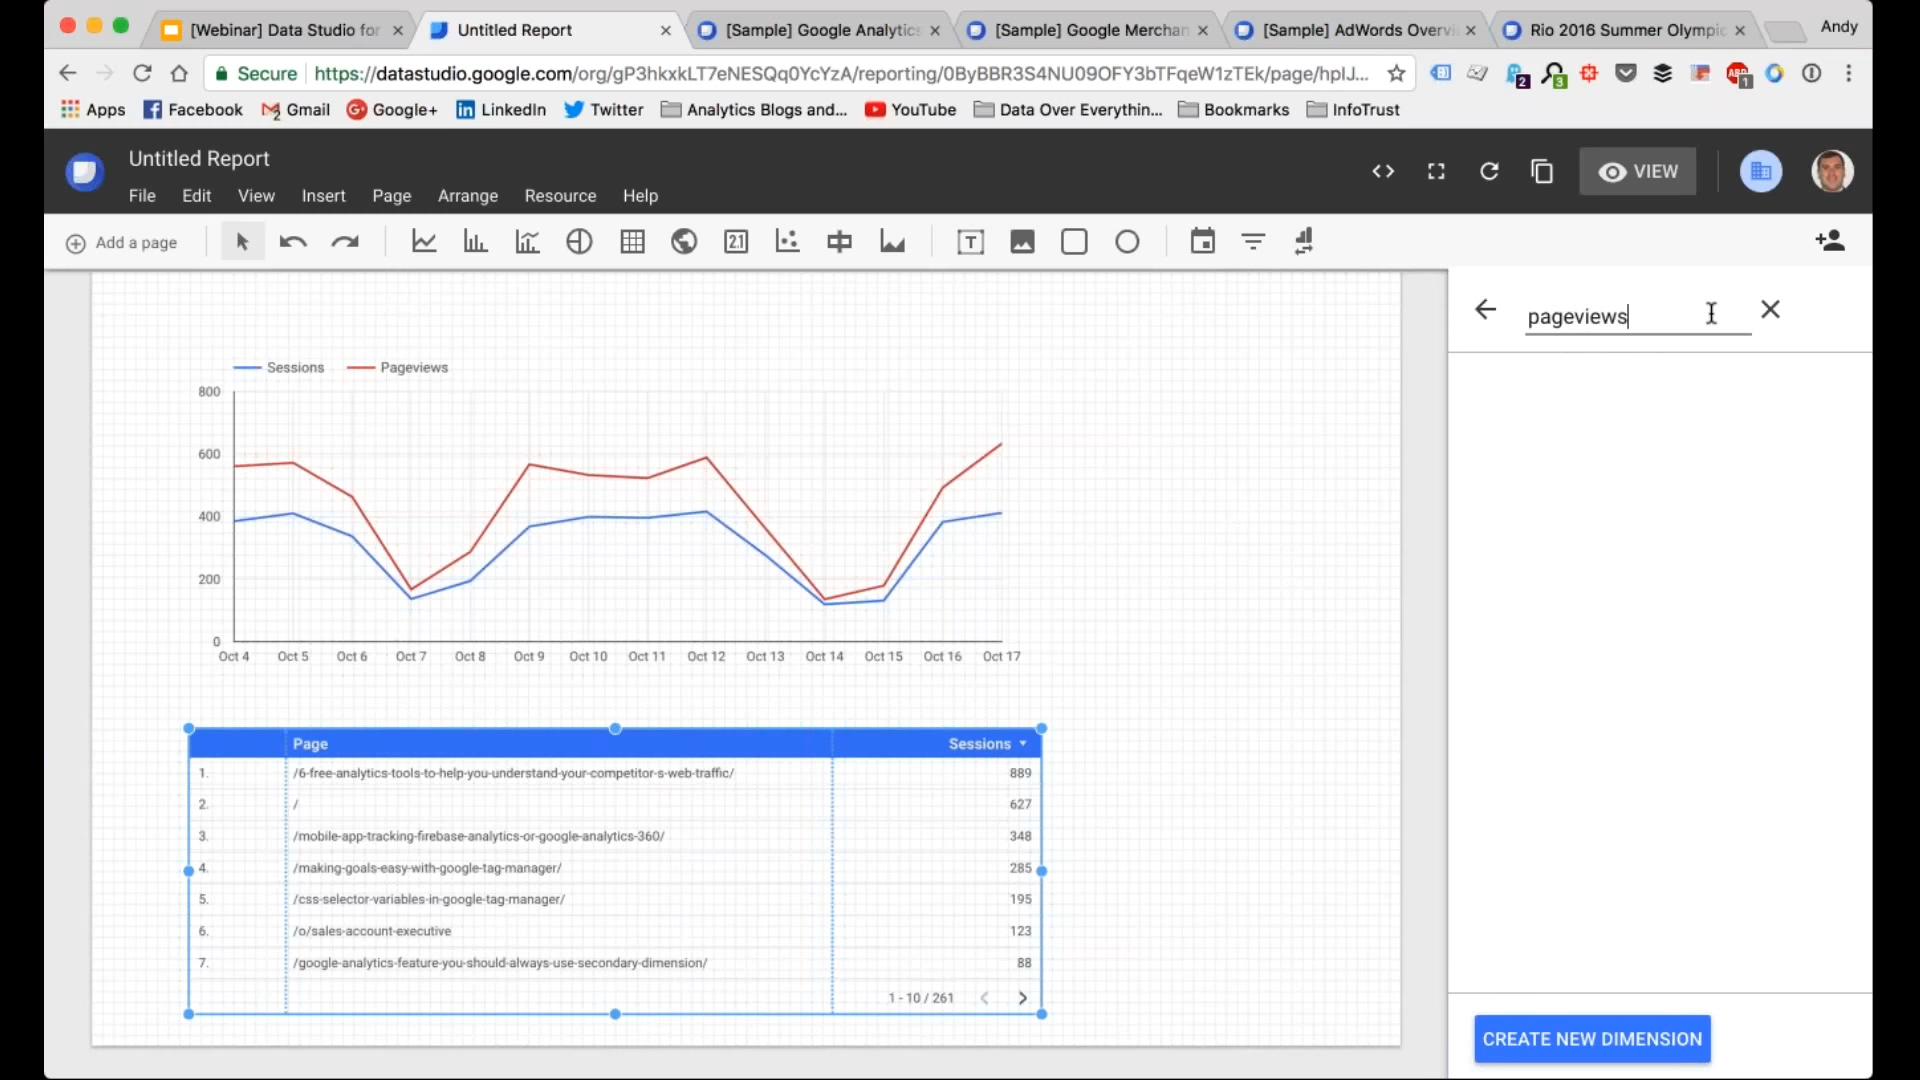 [Webinar] Data Studio for
Untitled Report
[Sample] Google Analytics
[Sample] Google Merchan
[Sample] AdWords Overvi
Rio 2016 Summer Olympic
Andy
Secure
https://datastudio.google.com/org/gP3hkxkLT7eNESQq0YcYzA/reporting/0ByBBR3S4NU09OFY3bTFqeW1zTEk/page/hpIJ...
2
3
1
Apps
Facebook
Gmail
Google+
LinkedIn
Twitter
Analytics Blogs and...
YouTube
Data Over Everythin...
Bookmarks
InfoTrust
Untitled Report
File
Edit
View
Insert
Page
Arrange
Resource
Help
VIEW
Add a page
pageviews
Sessions
Pageviews
800
600
400
200
0
Oct 4
Oct 5
Oct 6
Oct 7
Oct 8
Oct 9
Oct 10
Oct 11
Oct 12
Oct 13
Oct 14
Oct 15
Oct 16
Oct 17
Page
Sessions
1.
/6-free-analytics-tools-to-help-you-understand-your-competitor-s-web-traffic/
889
2.
/
627
3.
/mobile-app-tracking-firebase-analytics-or-google-analytics-360/
348
4.
/making-goals-easy-with-google-tag-manager/
285
5.
/css-selector-variables-in-google-tag-manager/
195
6.
/o/sales-account-executive
123
7.
/google-analytics-feature-you-should-always-use-secondary-dimension/
88
1 - 10 / 261
CREATE NEW DIMENSION